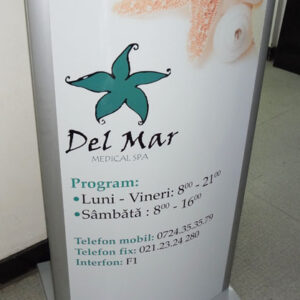 Del Mar
MEDICAL SPA
Program:
•Luni - Vineri: 8⁰⁰ - 21⁰⁰
•Sâmbătă : 8⁰⁰ - 16⁰⁰
Telefon mobil: 0724.35.35.79
Telefon fix: 021.23.24.280
Interfon: F1